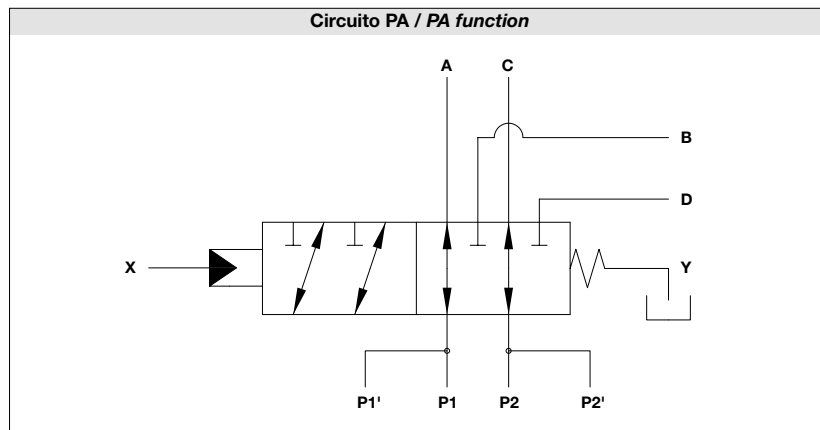 Circuito PA / PA function
A C
B
D
X Y
P1' P1 P2 P2'